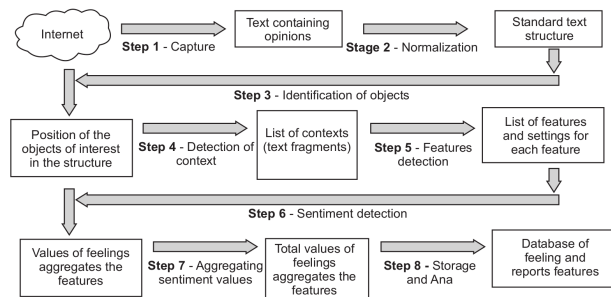 Internet
Step 1 - Capture
Text containing
opinions
Stage 2 - Normalization
Standard text
structure
Step 3 - Identification of objects
Position of the
objects of interest
in the structure
Step 4 - Detection of
context
List of contexts
(text fragments)
Step 5 - Features
detection
List of features
and settings for
each feature
Step 6 - Sentiment detection
Values of feelings
aggregates the
features
Step 7 - Aggregating
sentiment values
Total values of
feelings
aggregates the
features
Step 8 - Storage
and Ana
Database of
feeling and
reports features